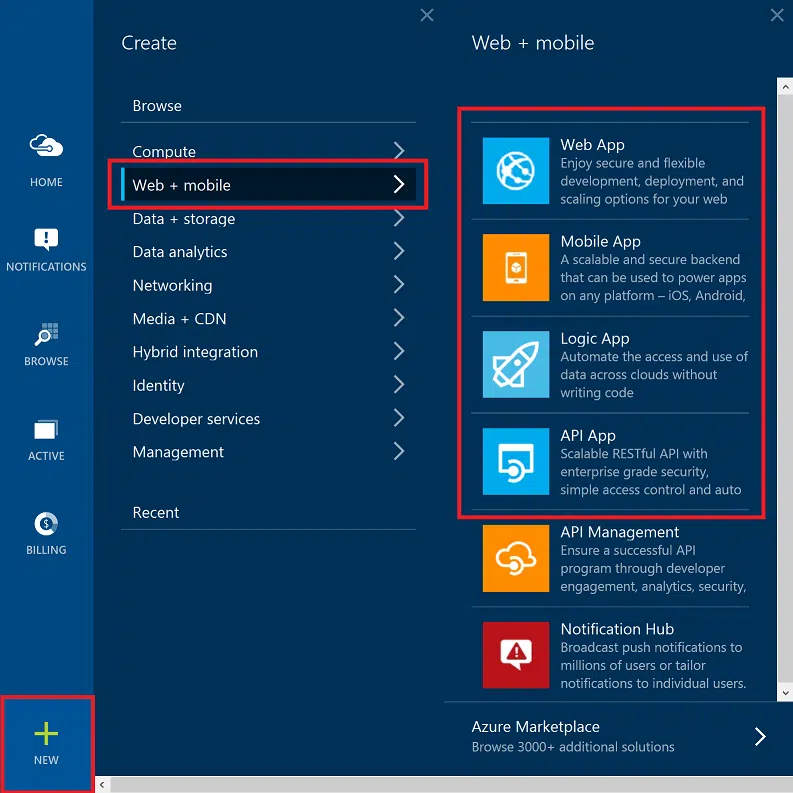 HOME
NOTIFICATIONS
BROWSE
ACTIVE
BILLING
NEW
Create
Browse
Compute
Web + mobile
Data + storage
Data analytics
Networking
Media + CDN
Hybrid integration
Identity
Developer services
Management
Recent
Web + mobile
Web App
Enjoy secure and flexible
development, deployment, and
scaling options for your web
Mobile App
A scalable and secure backend
that can be used to power apps
on any platform – iOS, Android,
Logic App
Automate the access and use of
data across clouds without
writing code
API App
Scalable RESTful API with
enterprise grade security,
simple access control and auto
API Management
Ensure a successful API
program through developer
engagement, analytics, security,
Notification Hub
Broadcast push notifications to
millions of users or tailor
notifications to individual users.
Azure Marketplace
Browse 3000+ additional solutions